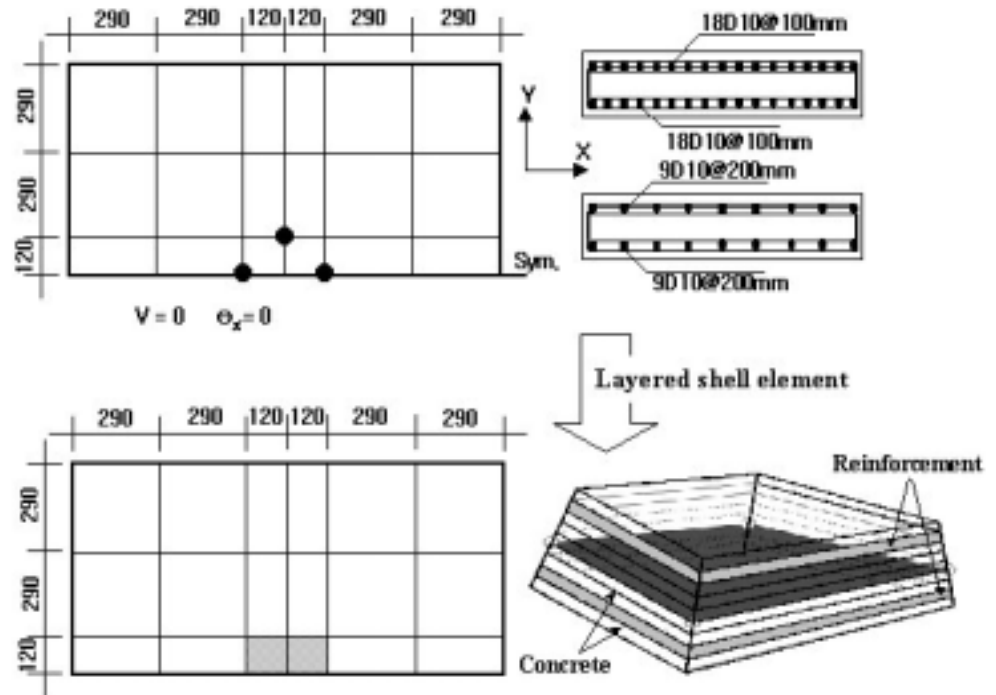 290 290 120 120 290 290
290
290
120
Y
X
Sym.
V = 0 Θx = 0
18D10@100mm
18D10@100mm
9D10@200mm
9D10@200mm
Layered shell element
290 290 120 120 290 290
290
290
120
Reinforcement
Concrete